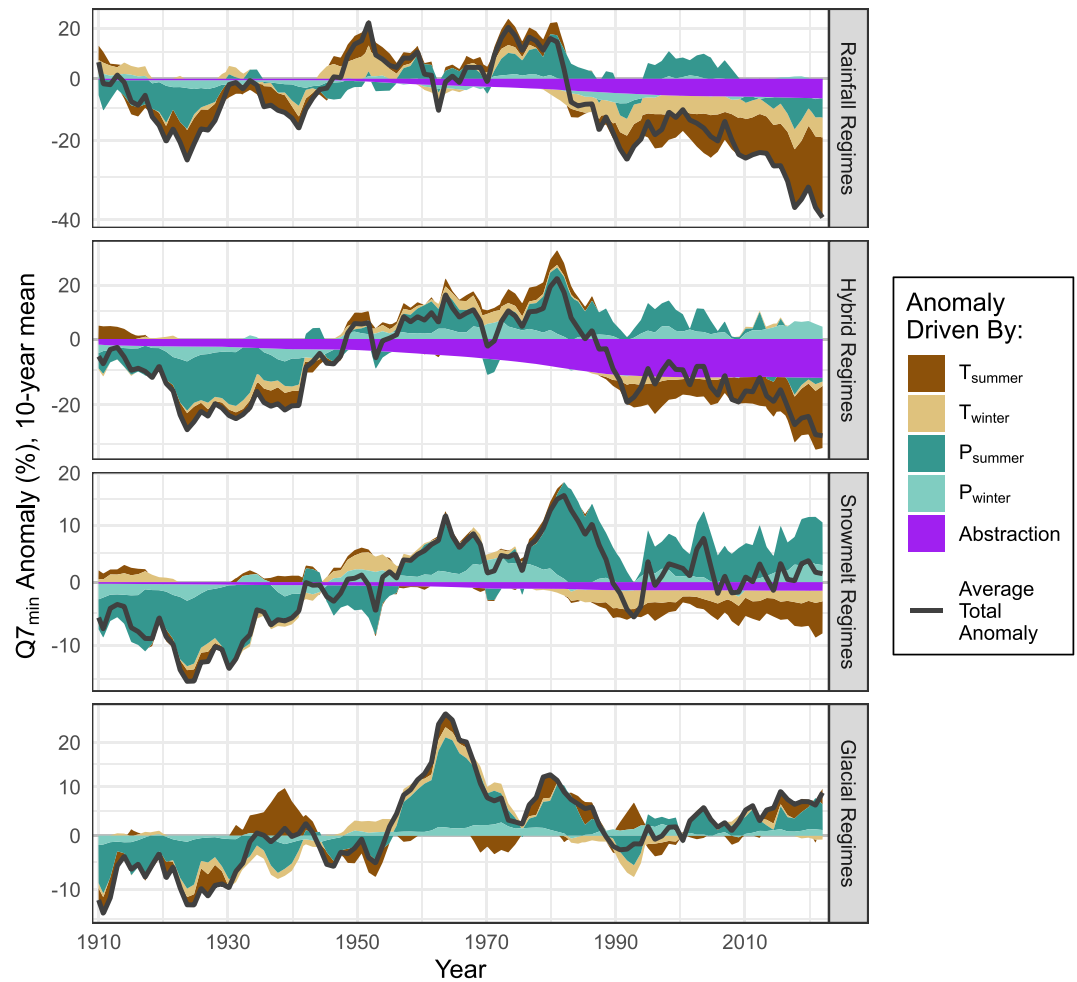 20
0
-20
-40
Rainfall Regimes
20
0
-20
Hybrid Regimes
20
10
0
-10
Snowmelt Regimes
20
10
0
-10
Glacial Regimes
1910 1930 1950 1970 1990 2010
Year
Q7min Anomaly (%), 10-year mean
Anomaly
Driven By:
Tsummer
Twinter
Psummer
Pwinter
Abstraction
Average
Total
Anomaly